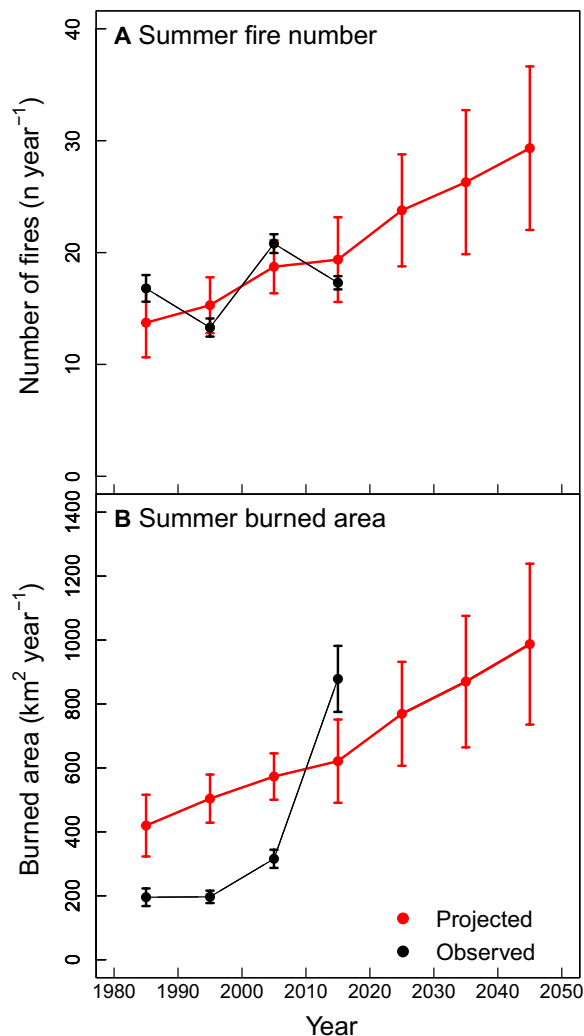 A Summer fire number
40
30
20
10
0
Number of fires (n year⁻¹)
B Summer burned area
1400
1200
1000
800
600
400
200
0
Burned area (km² year⁻¹)
Projected
Observed
1980 1990 2000 2010 2020 2030 2040 2050
Year